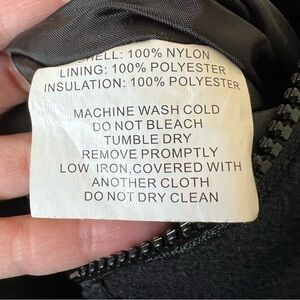 SHELL: 100% NYLON
LINING: 100% POLYESTER
INSULATION: 100% POLYESTER
MACHINE WASH COLD
DO NOT BLEACH
TUMBLE DRY
REMOVE PROMPTLY
LOW IRON,COVERED WITH
ANOTHER CLOTH
DO NOT DRY CLEAN